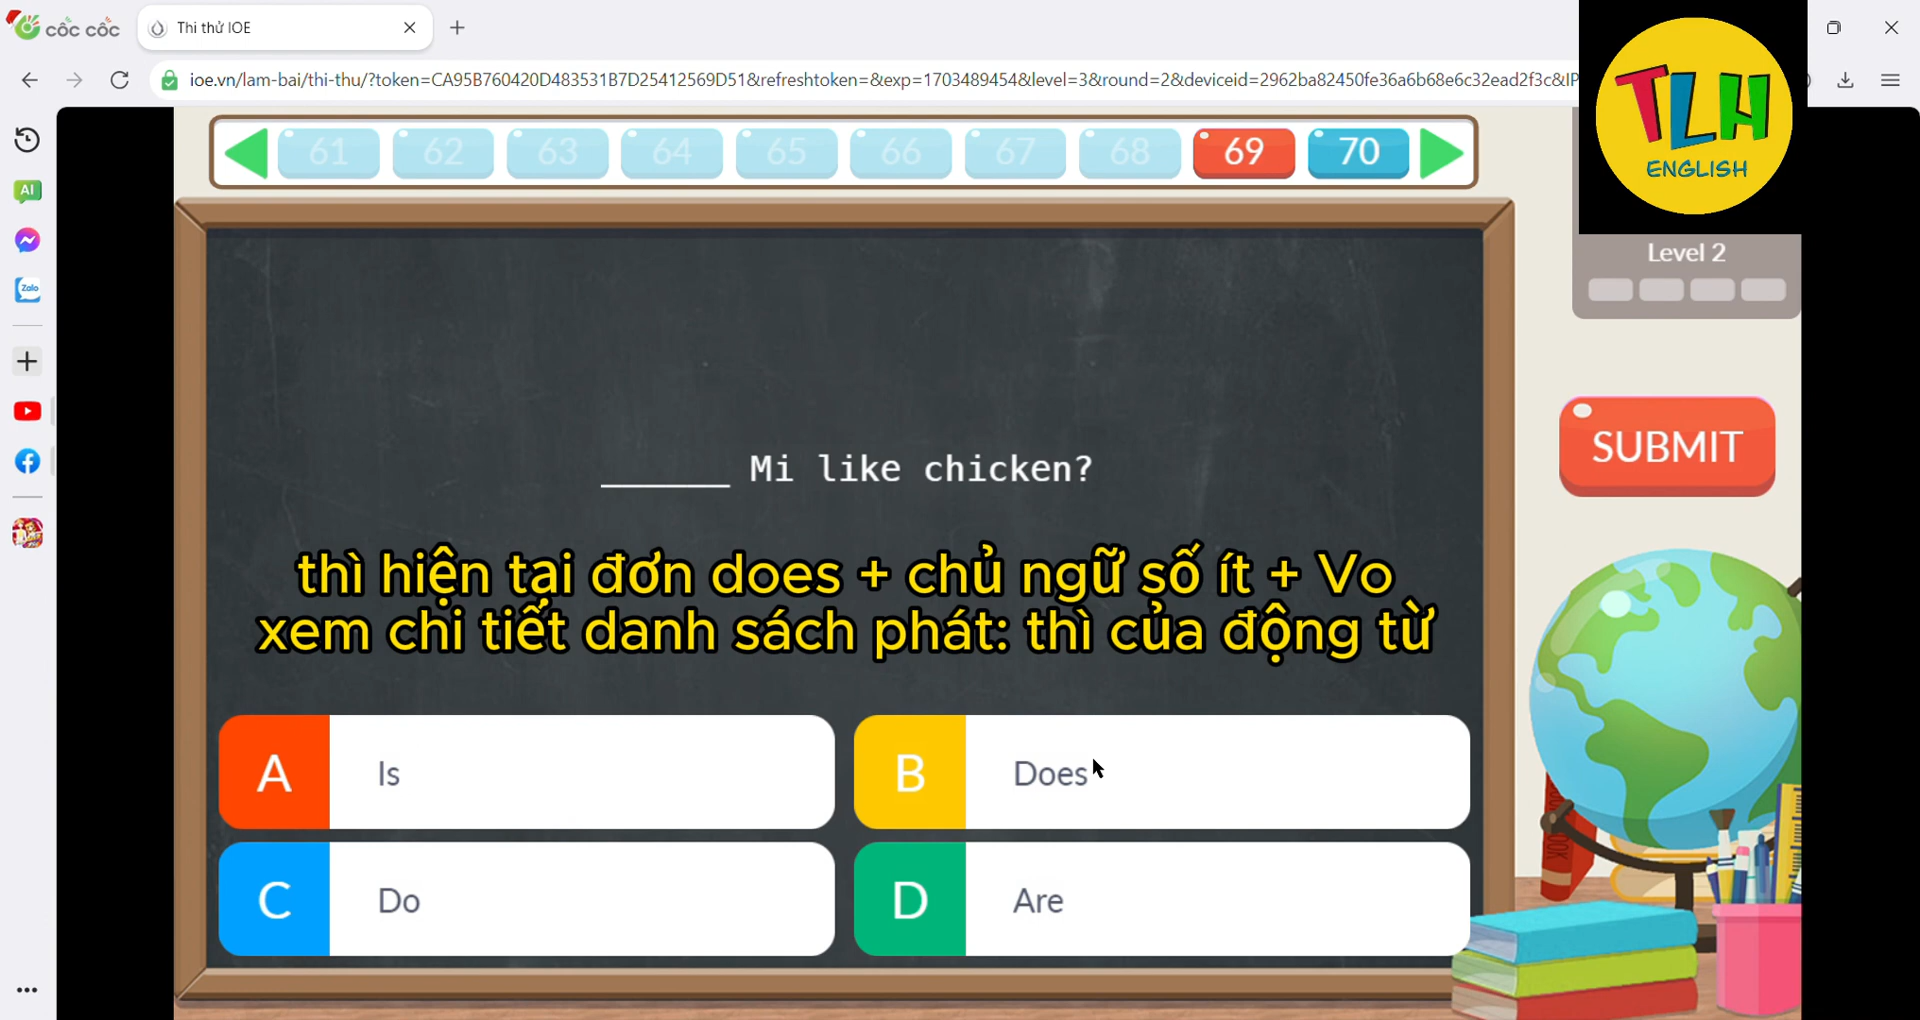 cốc cốc
Thi thử IOE
ioe.vn/lam-bai/thi-thu/?token=CA95B760420D483531B7D25412569D51&refreshtoken=&exp=1703489454&level=3&round=2&deviceid=2962ba82450fe36a6b68e6c32ead2f3c&IP
TLH
ENGLISH
AI
Zalo
61 62 63 64 65 66 67 68 69 70
Level 2
SUBMIT
______ Mi like chicken?
thì hiện tại đơn does + chủ ngữ số ít + Vo
xem chi tiết danh sách phát: thì của động từ
A Is
B Does
C Do
D Are
BOOK